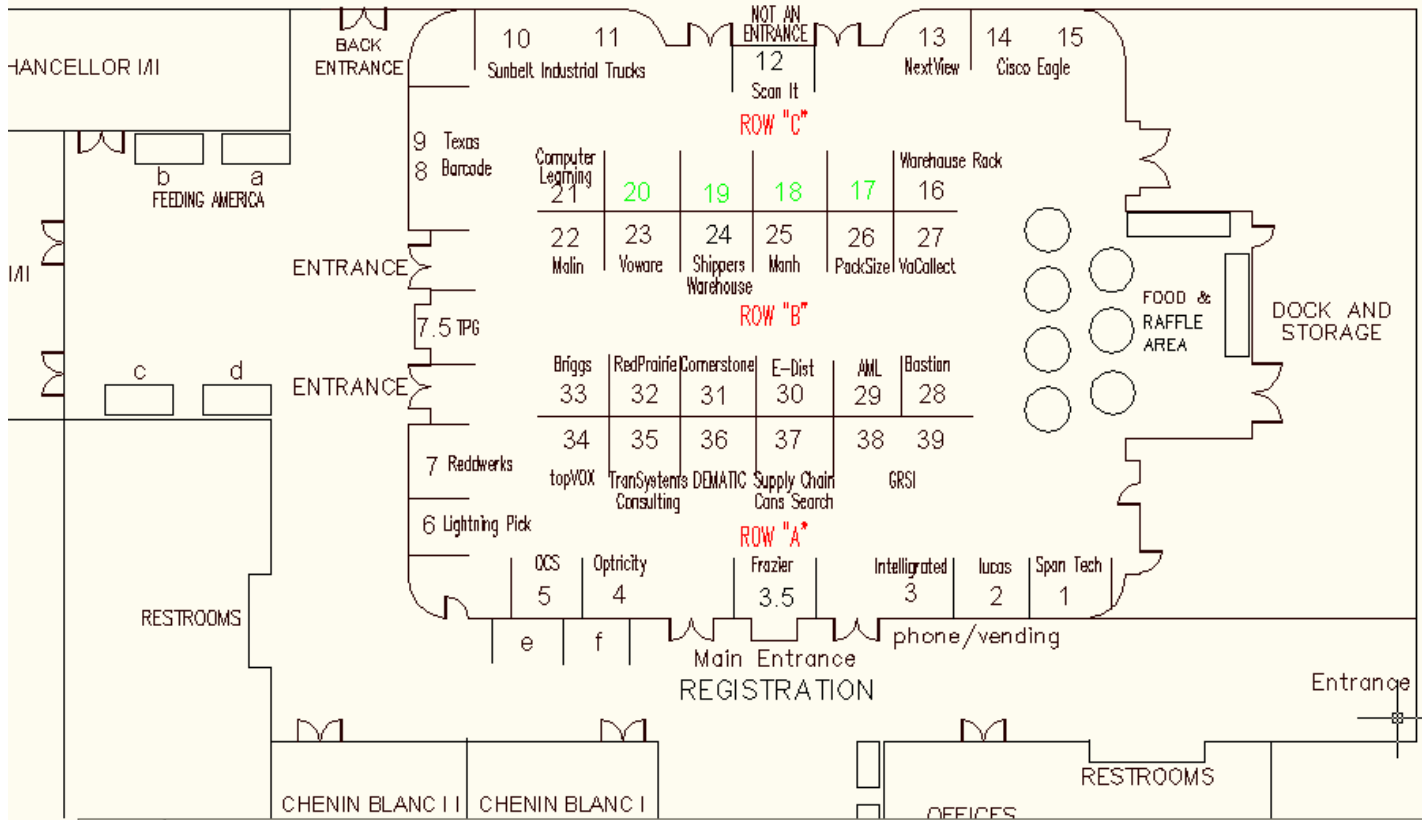 NOT AN
ENTRANCE
BACK
ENTRANCE
HANCELLOR I/II
10
11
Sunbelt Industrial Trucks
12
Scan It
13
NextView
14
15
Cisco Eagle
ROW "C"
9 Texas
8 Barcode
b
a
FEEDING AMERICA
Computer
Learning
21
20
19
18
17
Warehouse Rack
16
22
Malin
23
Voware
24
Shippers
Warehouse
25
Manh
26
PackSize
27
VaCallect
I/II
ENTRANCE
7.5 TPG
ROW "B"
FOOD &
RAFFLE
AREA
DOCK AND
STORAGE
c
d
ENTRANCE
Briggs
33
RedPrairie
32
Cornerstone
31
E-Dist
30
AML
29
Bastian
28
34
topVOX
35
TranSystems
Consulting
36
DEMATIC
37
Supply Chain
Cans Search
38
39
GRSI
7 Reddwerks
6 Lightning Pick
ROW "A"
OCS
5
Optricity
4
Frazier
3.5
Intelligrated
3
lucas
2
Span Tech
1
RESTROOMS
e
f
phone/vending
Main Entrance
REGISTRATION
Entrance
CHENIN BLANC I I
CHENIN BLANC I
RESTROOMS
OFFICES